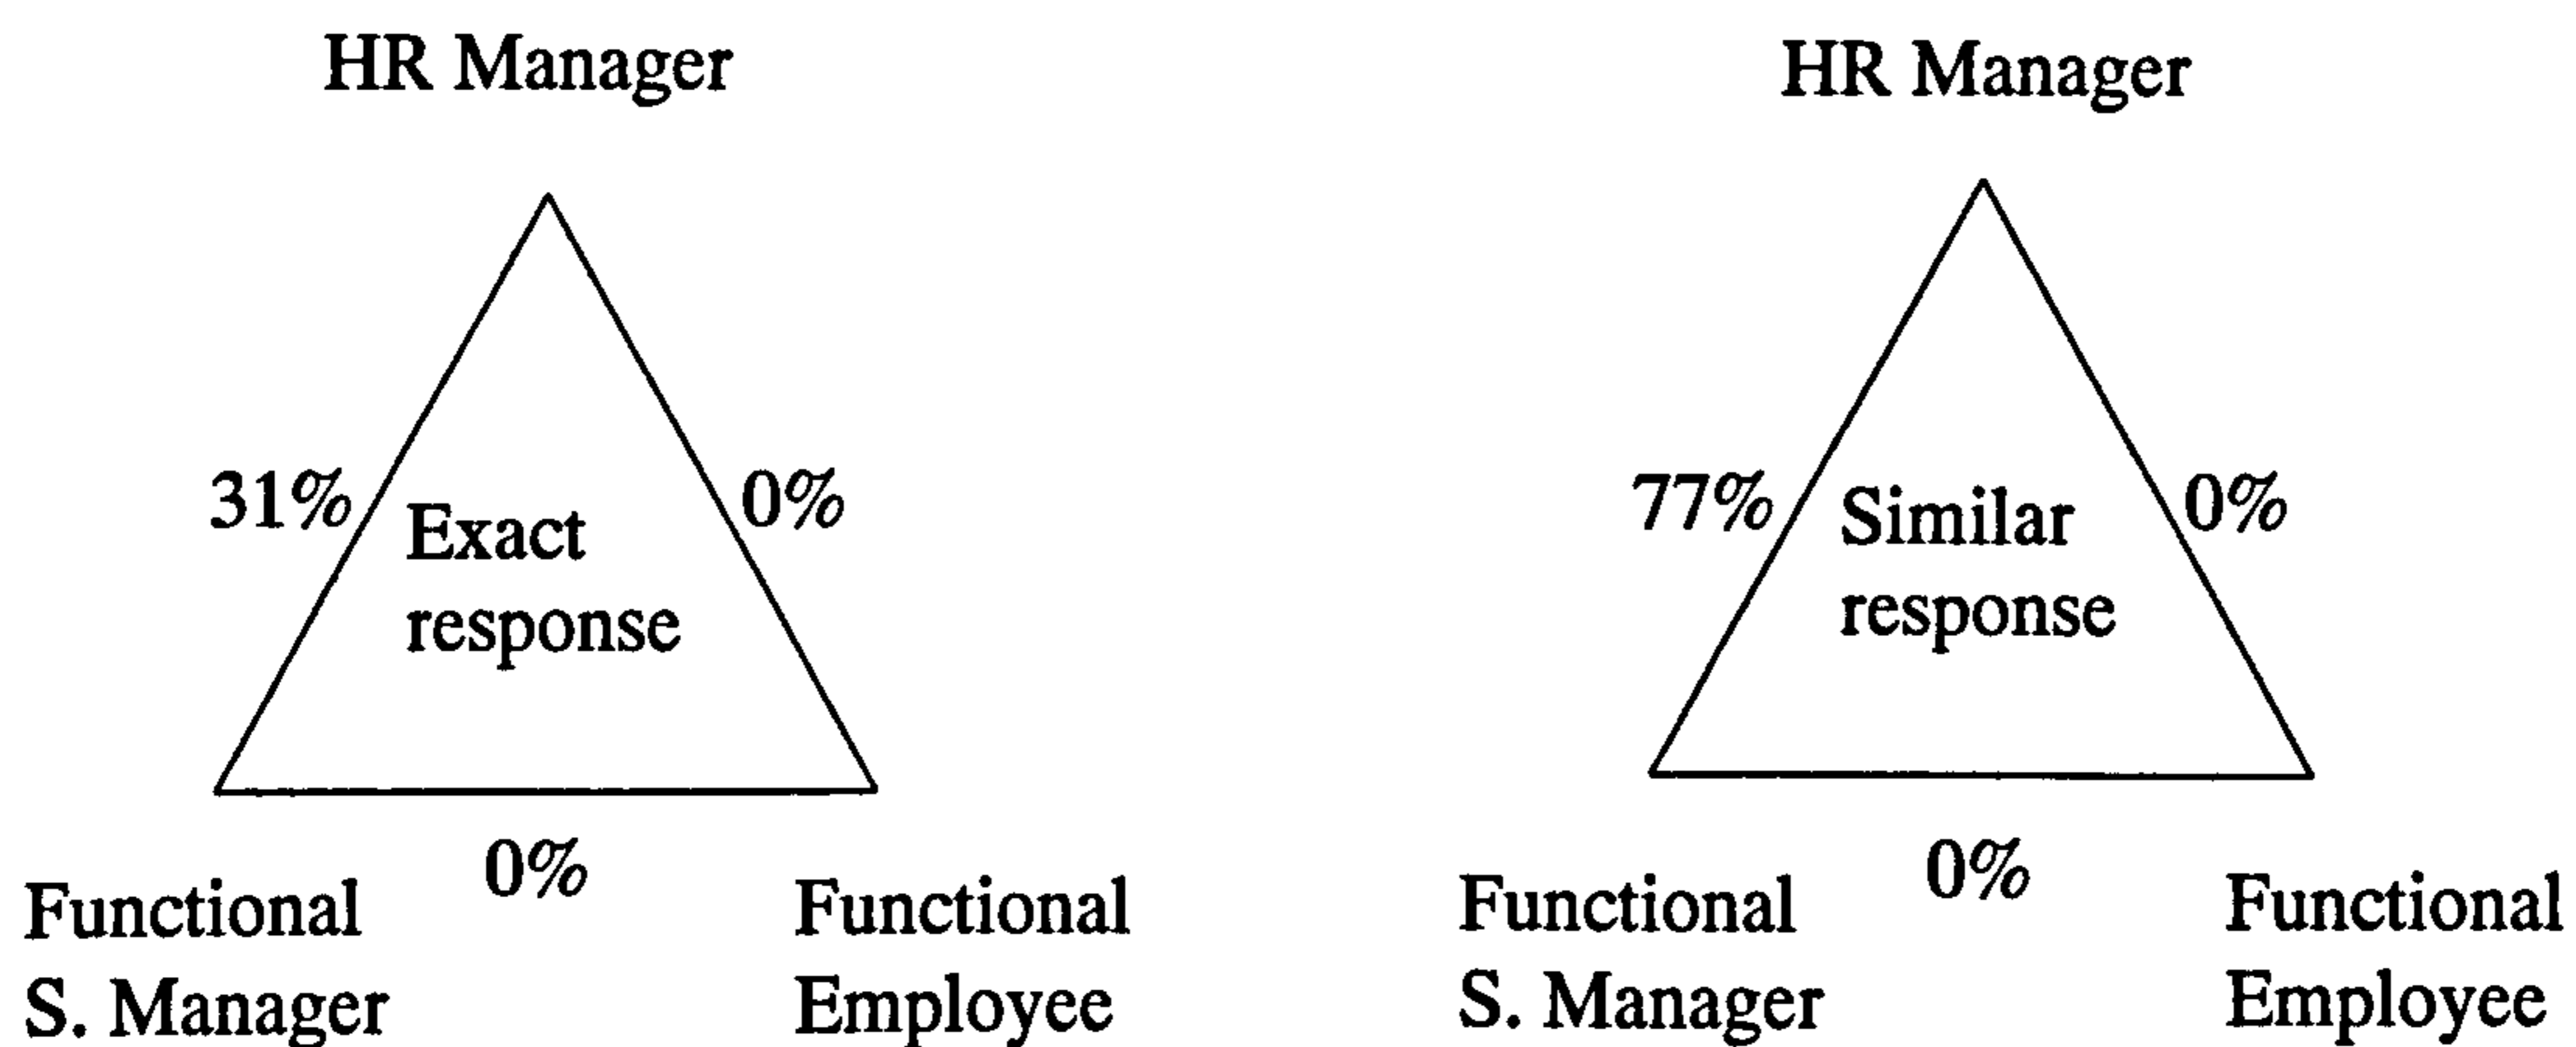 HR Manager
31%
Exact
response
0%
0%
Functional
S. Manager
Functional
Employee
HR Manager
77%
Similar
response
0%
0%
Functional
S. Manager
Functional
Employee